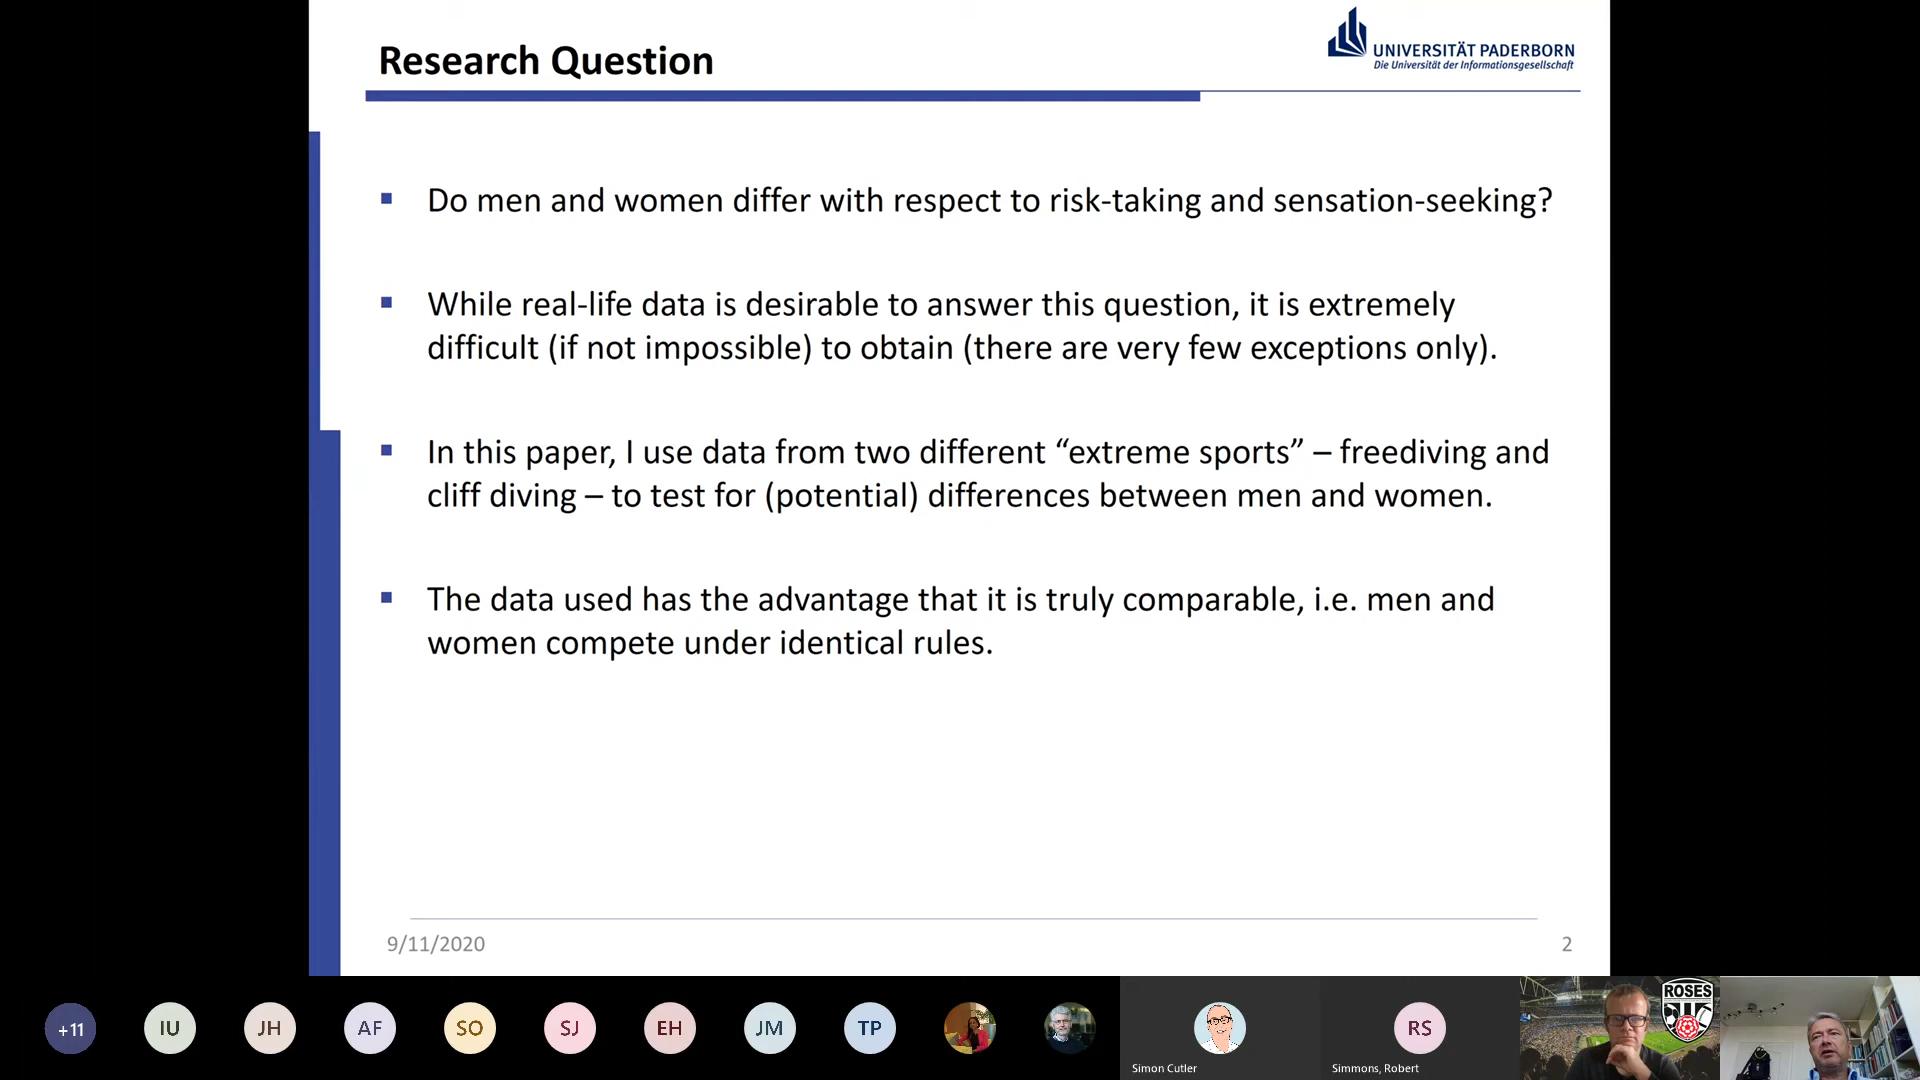 Research Question
UNIVERSITÄT PADERBORN
Die Universität der Informationsgesellschaft
▪ Do men and women differ with respect to risk-taking and sensation-seeking?
▪ While real-life data is desirable to answer this question, it is extremely
difficult (if not impossible) to obtain (there are very few exceptions only).
▪ In this paper, I use data from two different “extreme sports” – freediving and
cliff diving – to test for (potential) differences between men and women.
▪ The data used has the advantage that it is truly comparable, i.e. men and
women compete under identical rules.
9/11/2020
2
+11
IU
JH
AF
SO
SJ
EH
JM
TP
Simon Cutler
RS
Simmons, Robert
ROSES